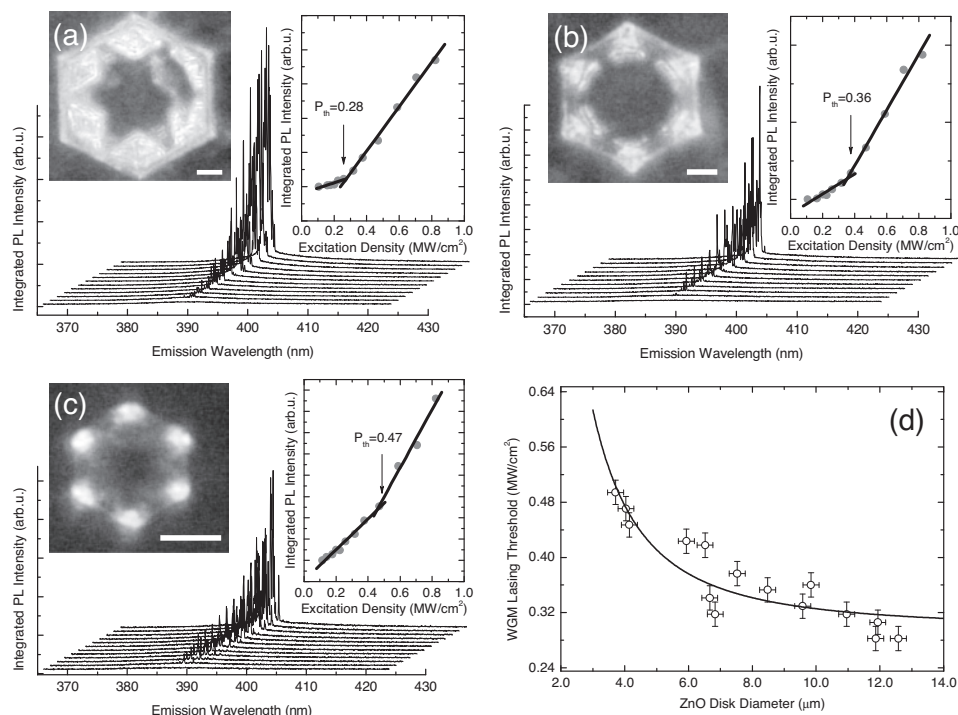 (a)
Integrated PL Intensity (arb.u.)
P_th=0.28
0.0 0.2 0.4 0.6 0.8 1.0
Excitation Density (MW/cm²)
Integrated PL Intensity (arb.u.)
370 380 390 400 410 420 430
Emission Wavelength (nm)
(b)
Integrated PL Intensity (arb.u.)
P_th=0.36
0.0 0.2 0.4 0.6 0.8 1.0
Excitation Density (MW/cm²)
Integrated PL Intensity (arb.u.)
370 380 390 400 410 420 430
Emission Wavelength (nm)
(c)
Integrated PL Intensity (arb.u.)
P_th=0.47
0.0 0.2 0.4 0.6 0.8 1.0
Excitation Density (MW/cm²)
Integrated PL Intensity (arb.u.)
370 380 390 400 410 420 430
Emission Wavelength (nm)
(d)
WGM Lasing Threshold (MW/cm²)
0.64
0.56
0.48
0.40
0.32
0.24
2.0 4.0 6.0 8.0 10.0 12.0 14.0
ZnO Disk Diameter (μm)